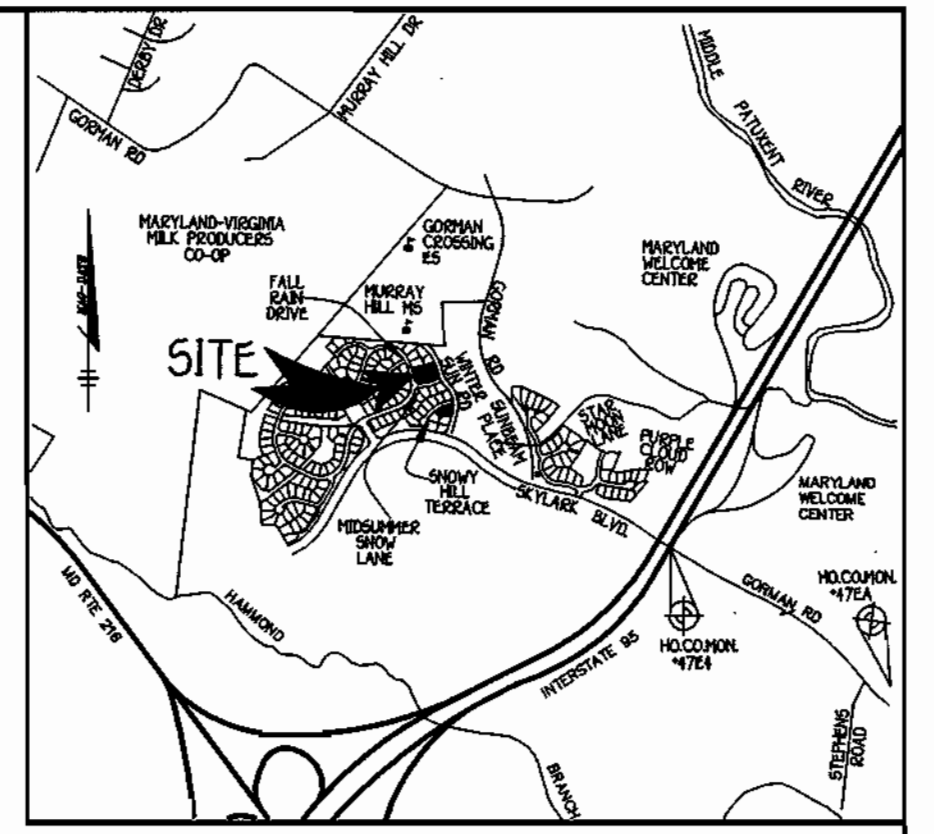 DERBY DR
MURRAY HILL DR
MIDDLE
PATUXENT
RIVER
GORMAN RD
MARYLAND-VIRGINIA
MILK PRODUCERS
CO-OP
GORMAN
CROSSING
ES
MARYLAND
WELCOME
CENTER
FALL
RAIN
DRIVE
MURRAY
HILL MS
GORMAN RD
SITE
WINTER
SUN RD
SUNBEAM
PLACE
STAR
MOON
LANE
PURPLE
CLOUD
ROW
SNOWY
HILL
TERRACE
SKYLARK BLVD.
MARYLAND
WELCOME
CENTER
MIDSUMMER
SNOW
LANE
MD RTE 216
HAMMOND
GORMAN RD
HO.CO.MON.
*47EA
HO.CO.MON.
*47E4
INTERSTATE 95
STEPHENS
ROAD
BRANCH